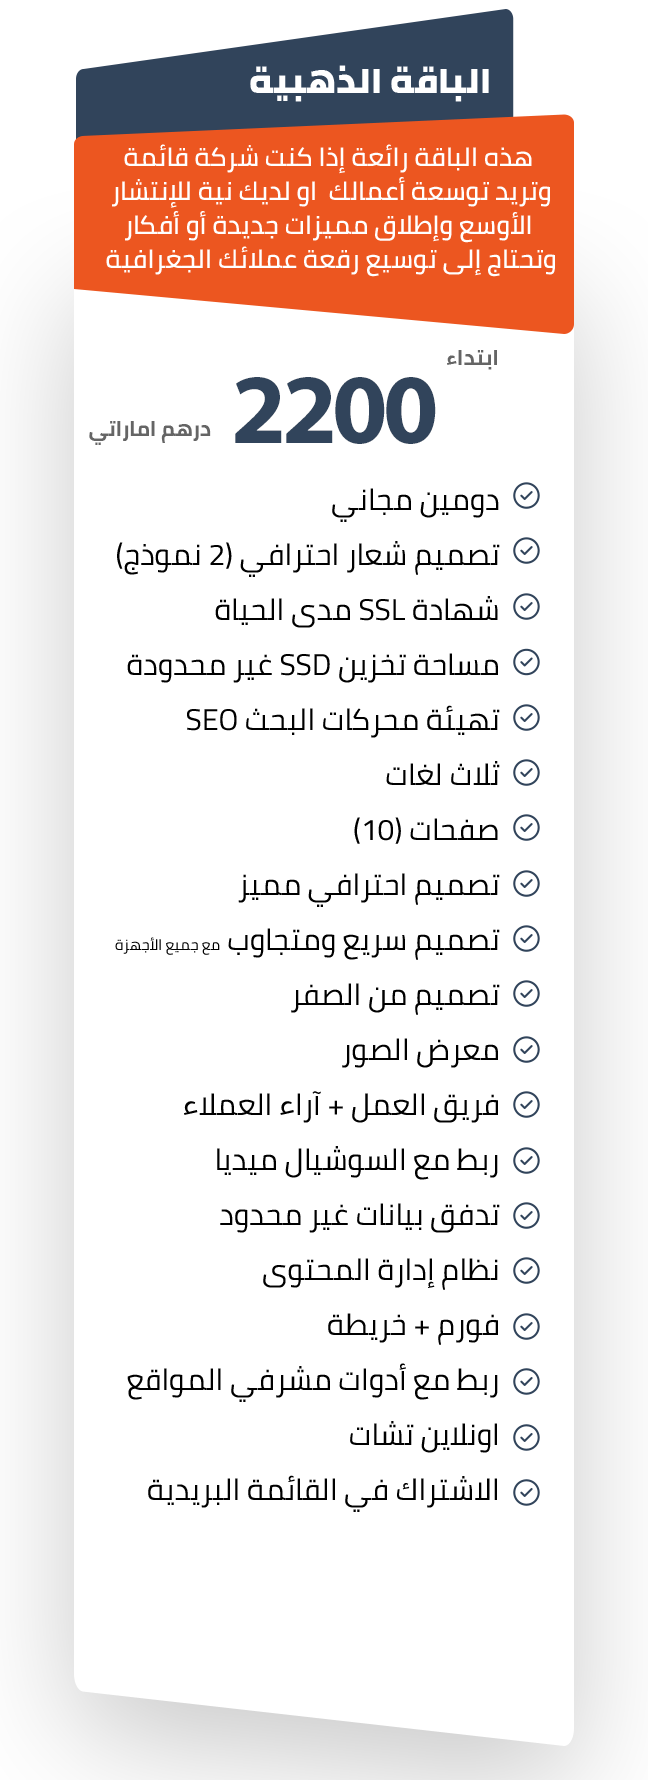 الباقة الذهبية
هذه الباقة رائعة إذا كنت شركة قائمة
وتريد توسعة أعمالك او لديك نية للإنتشار
الأوسع وإطلاق مميزات جديدة أو أفكار
وتحتاج إلى توسيع رقعة عملائك الجغرافية
ابتداء
2200
درهم اماراتي
دومين مجاني
تصميم شعار احترافي (2 نموذج)
شهادة SSL مدى الحياة
مساحة تخزين SSD غير محدودة
تهيئة محركات البحث SEO
ثلاث لغات
صفحات (10)
تصميم احترافي مميز
تصميم سريع ومتجاوب مع جميع الأجهزة
تصميم من الصفر
معرض الصور
فريق العمل + آراء العملاء
ربط مع السوشيال ميديا
تدفق بيانات غير محدود
نظام إدارة المحتوى
فورم + خريطة
ربط مع أدوات مشرفي المواقع
اونلاين تشات
الاشتراك في القائمة البريدية